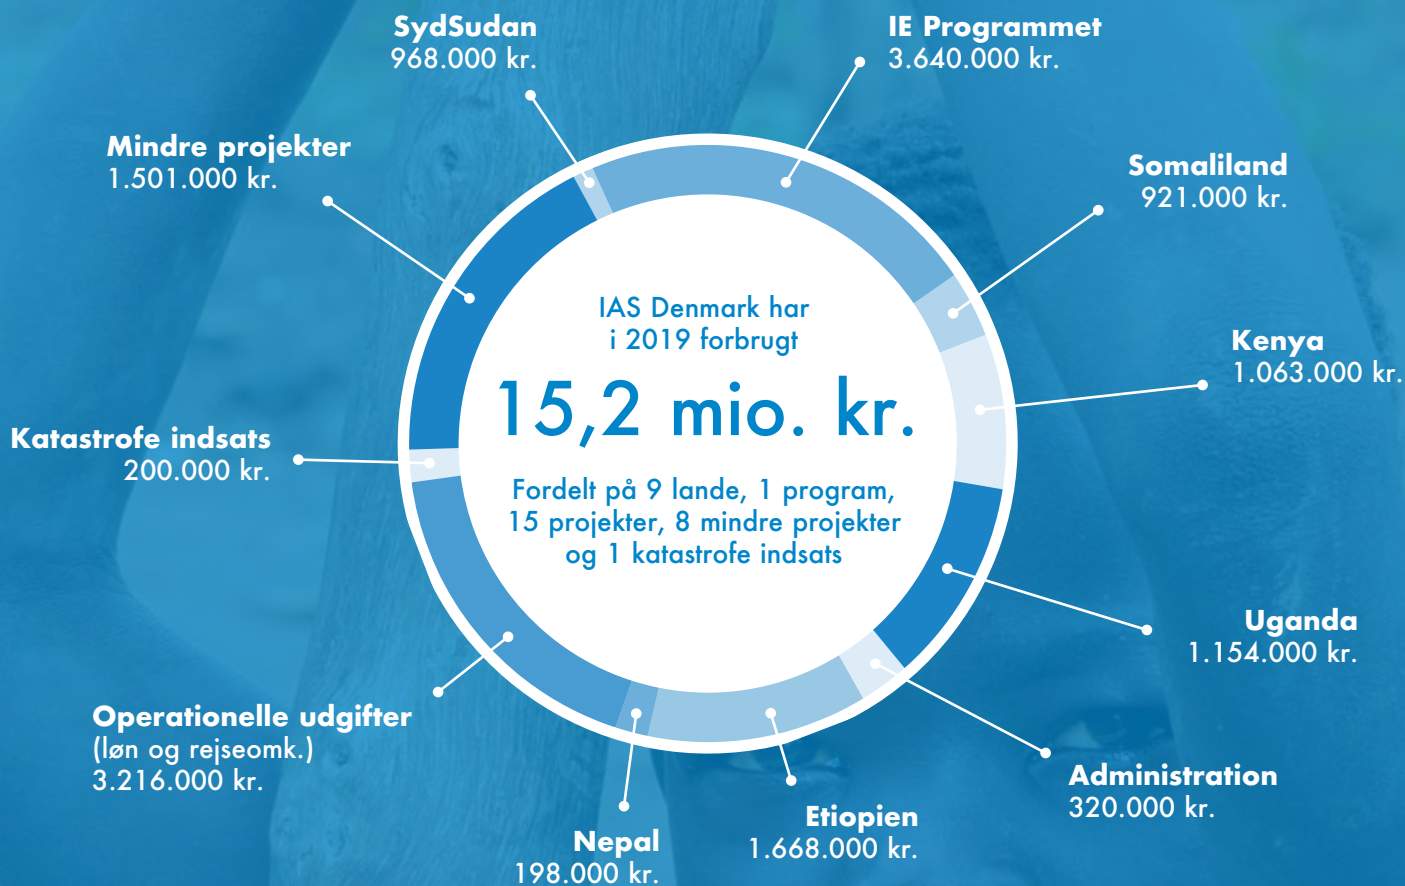 SydSudan
968.000 kr.
IE Programmet
3.640.000 kr.
Mindre projekter
1.501.000 kr.
Somaliland
921.000 kr.
IAS Denmark har
i 2019 forbrugt
15,2 mio. kr.
Fordelt på 9 lande, 1 program,
15 projekter, 8 mindre projekter
og 1 katastrofe indsats
Kenya
1.063.000 kr.
Katastrofe indsats
200.000 kr.
Uganda
1.154.000 kr.
Operationelle udgifter
(løn og rejseomk.)
3.216.000 kr.
Administration
320.000 kr.
Etiopien
1.668.000 kr.
Nepal
198.000 kr.